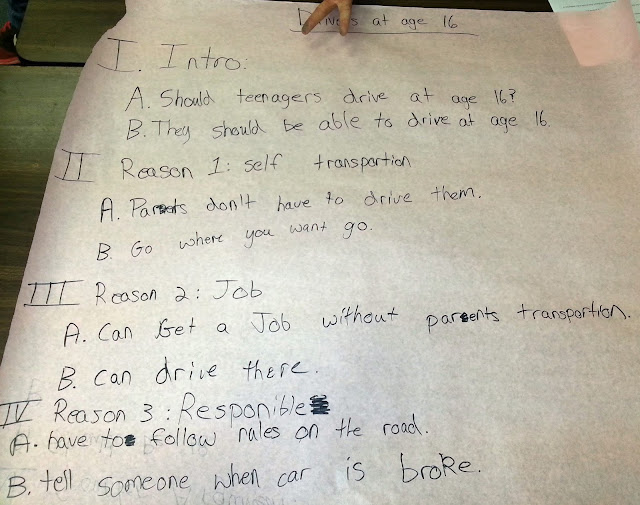 Drivers at age 16
I. Intro:
A. Should teenagers drive at age 16?
B. They should be able to drive at age 16.
II Reason 1: self transportion
A. Parents don't have to drive them.
B. Go where you want go.
III Reason 2: Job
A. Can Get a Job without parents transportion.
B. Can drive there.
IV Reason 3: Responible
A. have to follow rules on the road.
B. tell someone when car is broke.